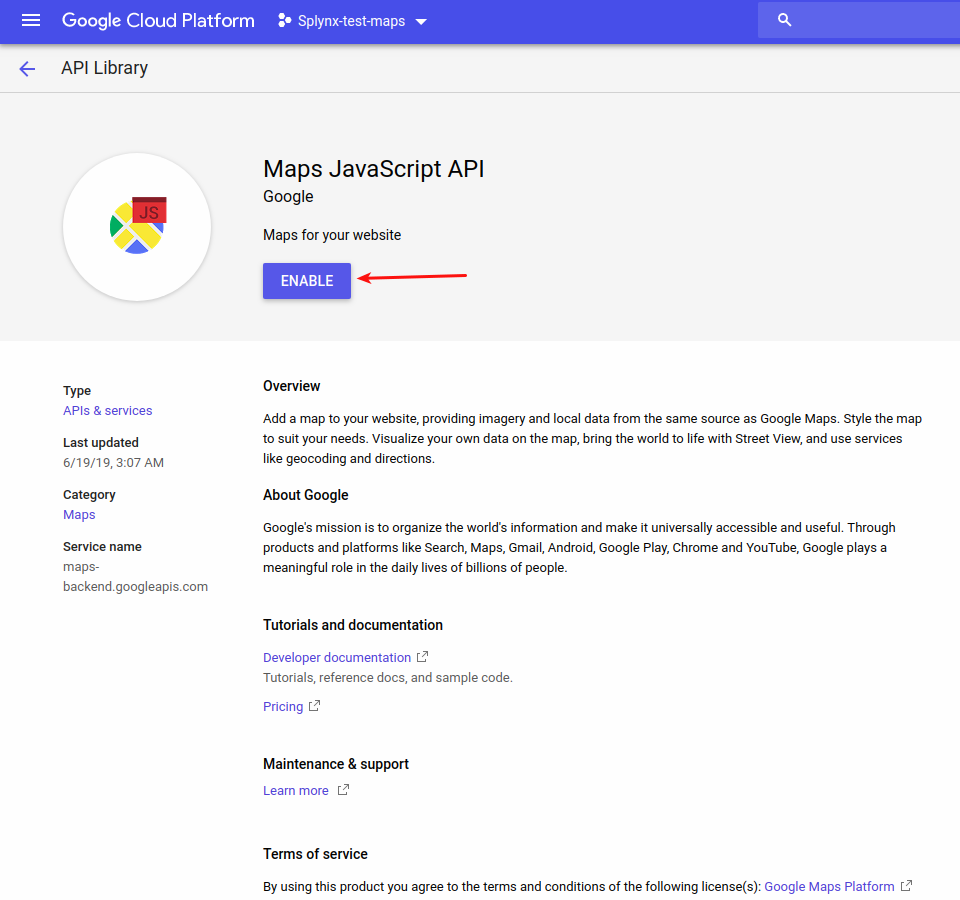 Google Cloud Platform
Splynx-test-maps
API Library
JS
Maps JavaScript API
Google
Maps for your website
ENABLE
Type
APIs & services
Last updated
6/19/19, 3:07 AM
Category
Maps
Service name
maps-
backend.googleapis.com
Overview
Add a map to your website, providing imagery and local data from the same source as Google Maps. Style the map
to suit your needs. Visualize your own data on the map, bring the world to life with Street View, and use services
like geocoding and directions.
About Google
Google's mission is to organize the world's information and make it universally accessible and useful. Through
products and platforms like Search, Maps, Gmail, Android, Google Play, Chrome and YouTube, Google plays a
meaningful role in the daily lives of billions of people.
Tutorials and documentation
Developer documentation
Tutorials, reference docs, and sample code.
Pricing
Maintenance & support
Learn more
Terms of service
By using this product you agree to the terms and conditions of the following license(s): Google Maps Platform